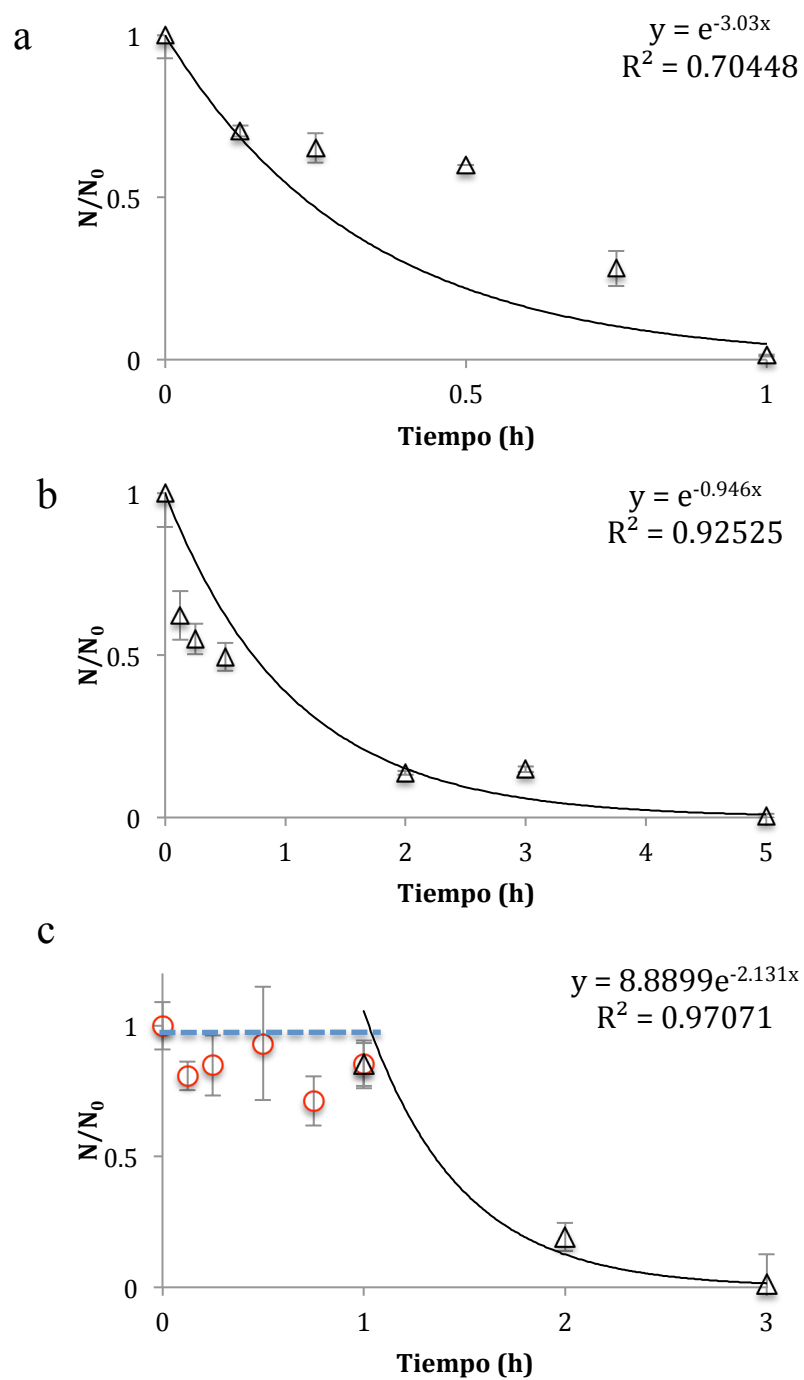 a
y = e^-3.03x
R² = 0.70448
1
0.5
0
N/N₀
0
0.5
1
Tiempo (h)
b
y = e^-0.946x
R² = 0.92525
1
0.5
0
N/N₀
0
1
2
3
4
5
Tiempo (h)
c
y = 8.8899e^-2.131x
R² = 0.97071
1
0.5
0
N/N₀
0
1
2
3
Tiempo (h)